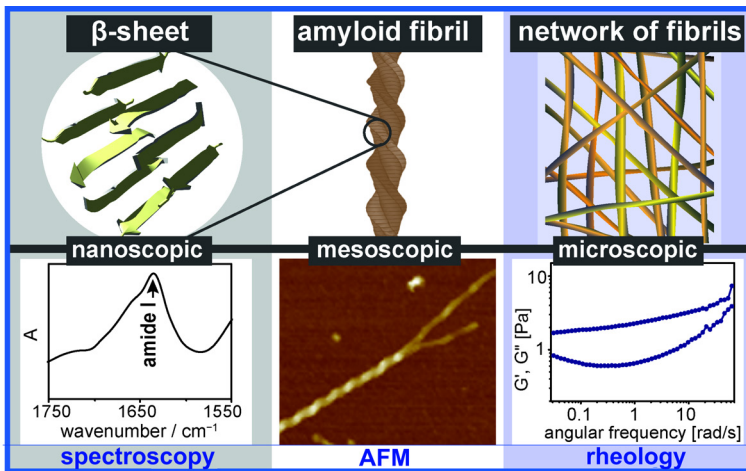 β-sheet
amyloid fibril
network of fibrils
nanoscopic
mesoscopic
microscopic
A
amide I
1750
1650
1550
wavenumber / cm⁻¹
G', G'' [Pa]
10
1
0.1
1
10
angular frequency [rad/s]
spectroscopy
AFM
rheology